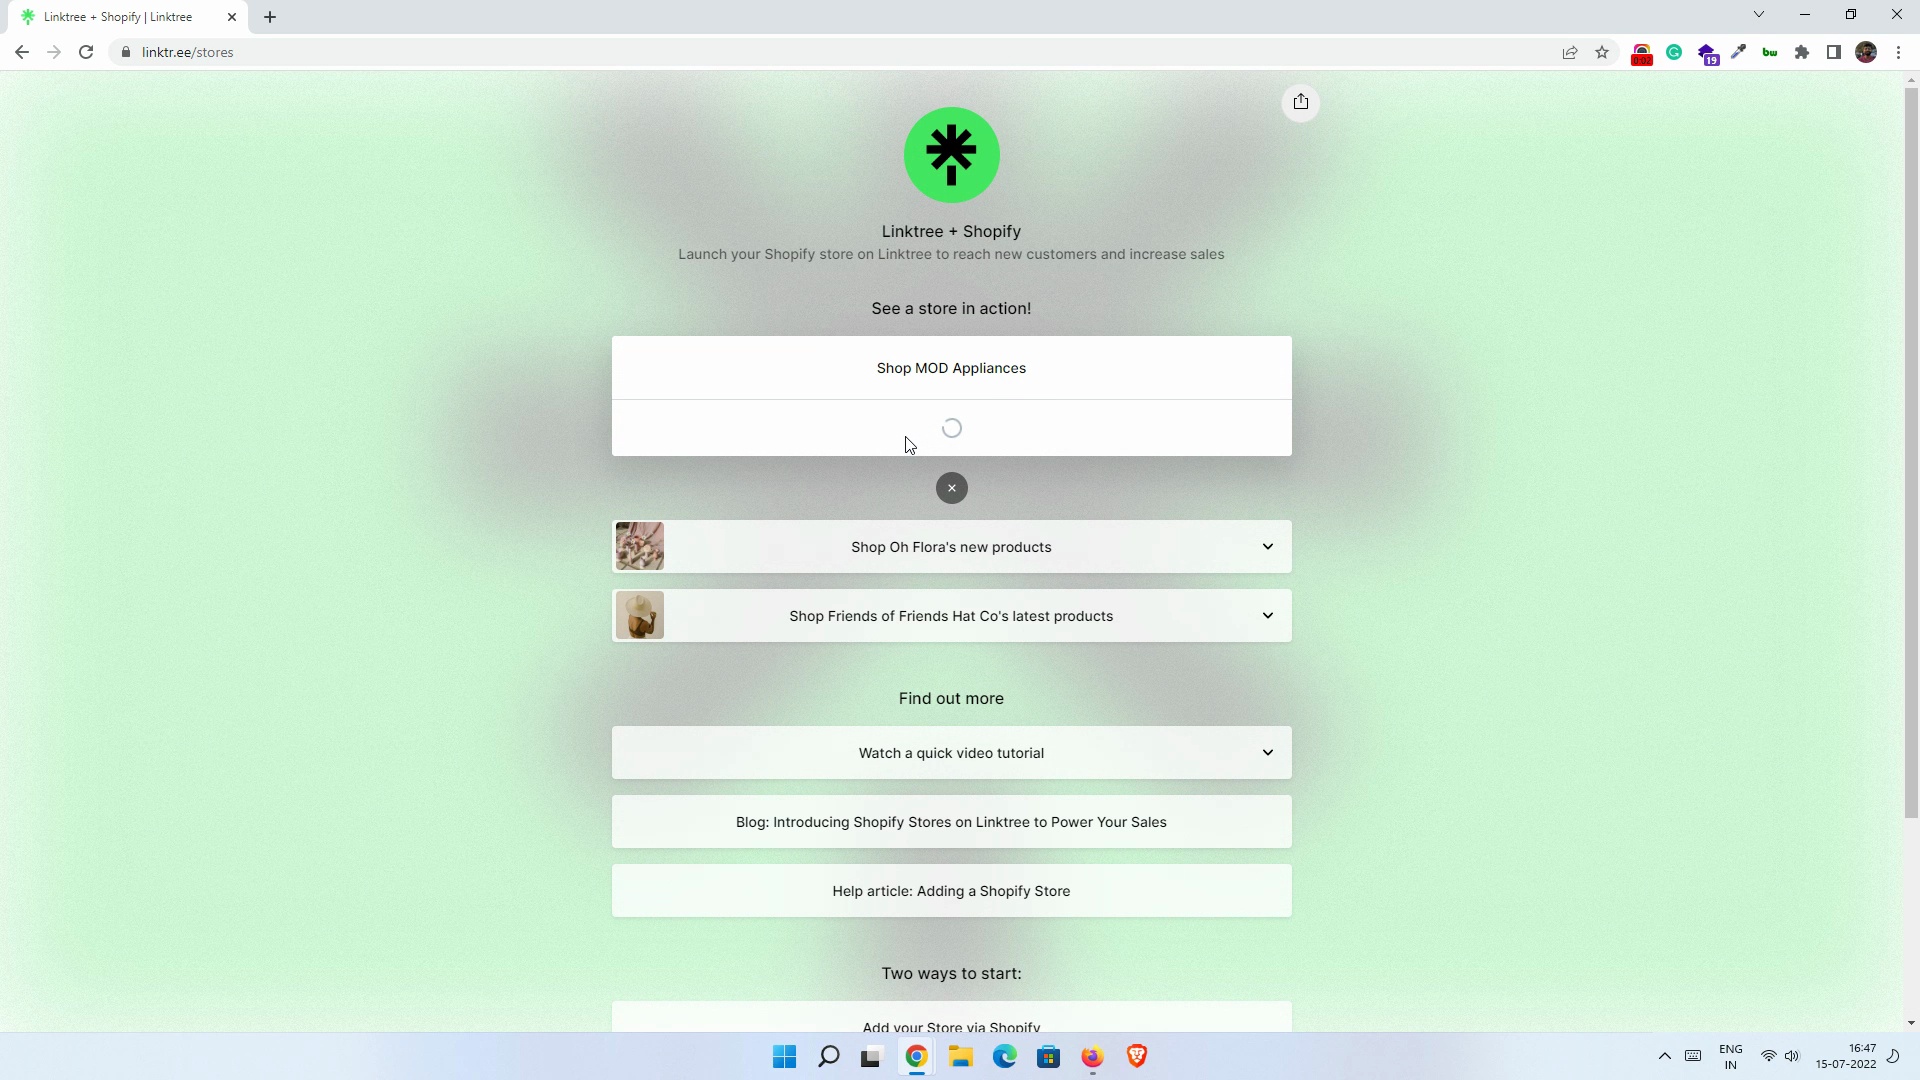 Linktree + Shopify | Linktree
linktr.ee/stores
0:02
19
bw
Linktree + Shopify
Launch your Shopify store on Linktree to reach new customers and increase sales
See a store in action!
Shop MOD Appliances
Shop Oh Flora's new products
Shop Friends of Friends Hat Co's latest products
Find out more
Watch a quick video tutorial
Blog: Introducing Shopify Stores on Linktree to Power Your Sales
Help article: Adding a Shopify Store
Two ways to start:
Add your Store via Shopify
ENG
IN
16:47
15-07-2022